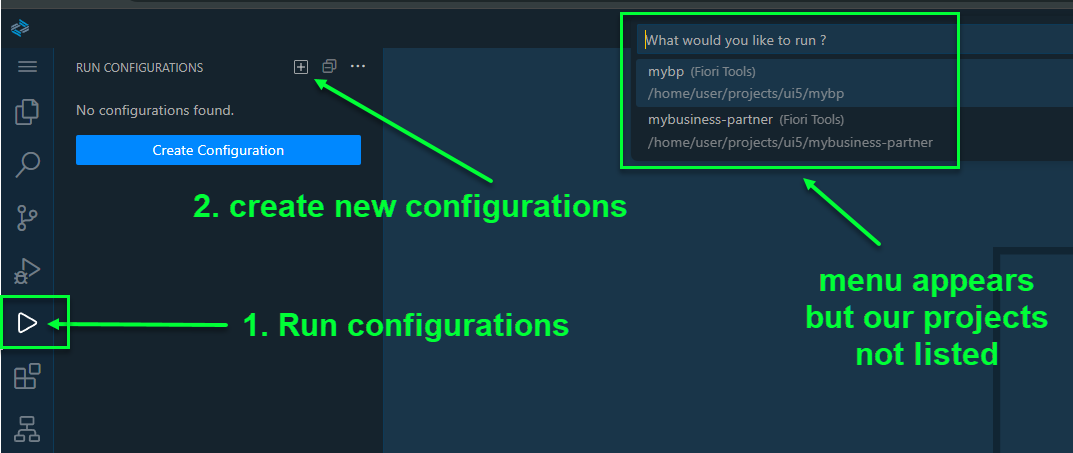 RUN CONFIGURATIONS
No configurations found.
Create Configuration
What would you like to run ?
mybp (Fiori Tools)
/home/user/projects/ui5/mybp
mybusiness-partner (Fiori Tools)
/home/user/projects/ui5/mybusiness-partner
2. create new configurations
1. Run configurations
menu appears
but our projects
not listed